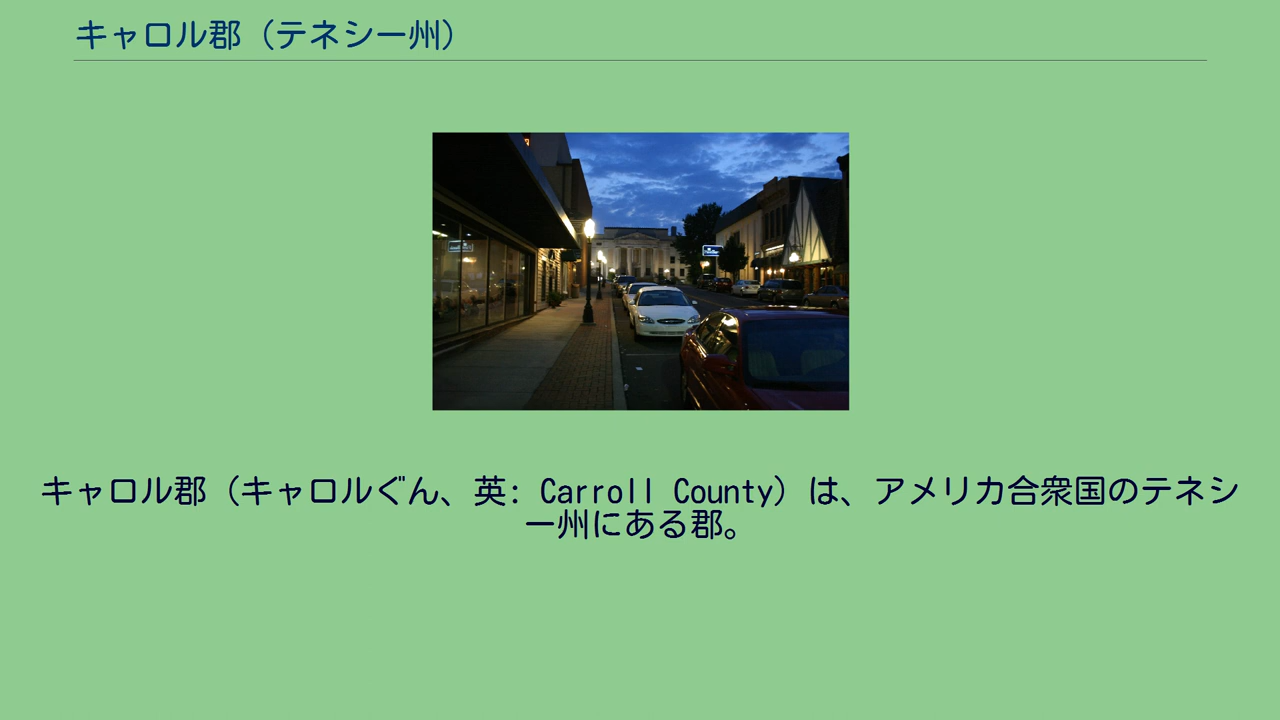 キャロル郡（テネシー州）
キャロル郡（キャロルぐん、英: Carroll County）は、アメリカ合衆国のテネシ
ー州にある郡。